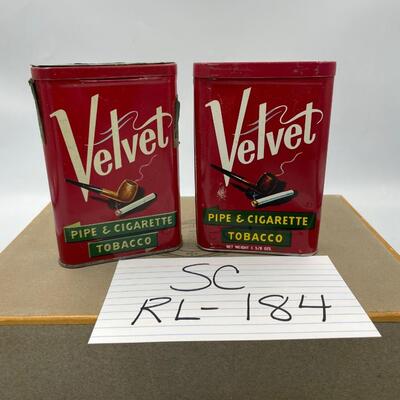 Velvet
PIPE & CIGARETTE
TOBACCO
Velvet
PIPE & CIGARETTE
TOBACCO
NET WEIGHT 1 5/8 OZS.
SC
RL-184